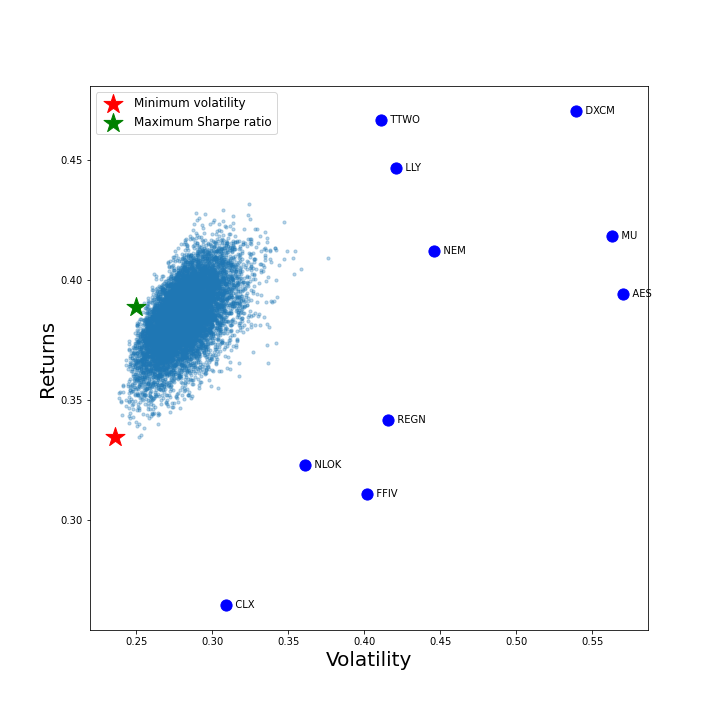 Minimum volatility
Maximum Sharpe ratio
TTWO
DXCM
LLY
MU
NEM
AES
REGN
NLOK
FFIV
CLX
0.45
0.40
0.35
0.30
Returns
0.25 0.30 0.35 0.40 0.45 0.50 0.55
Volatility